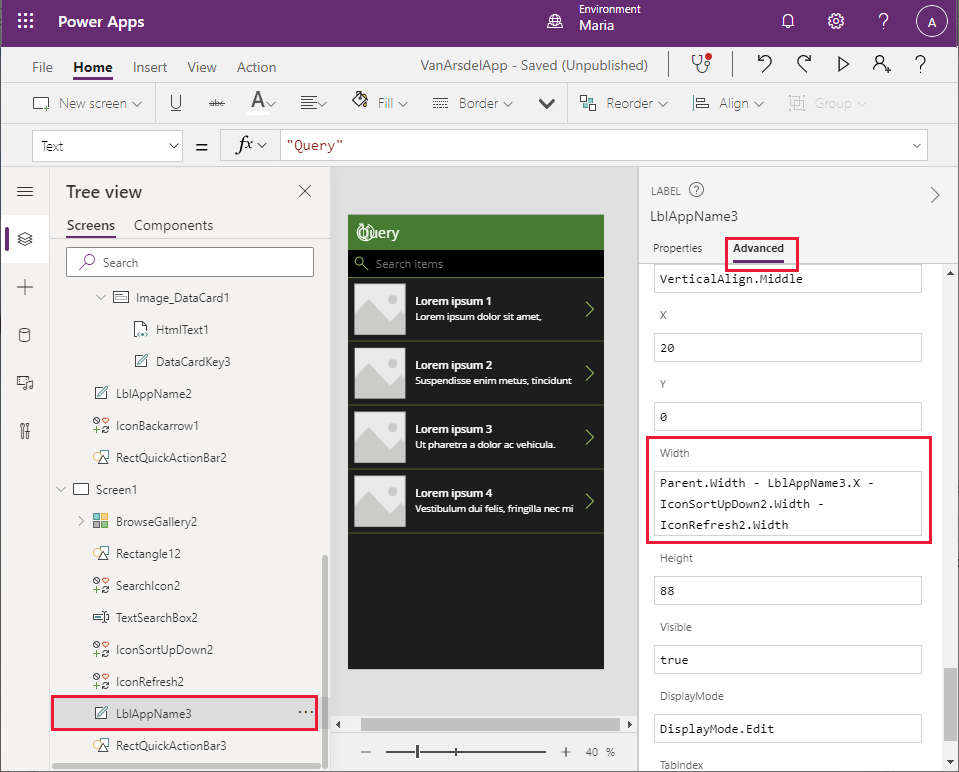 Power Apps
Environment
Maria
A
File Home Insert View Action
VanArsdelApp - Saved (Unpublished)
New screen
abc
A
Fill
Border
Reorder
Align
Group
Text
=
fx
"Query"
Tree view
Screens Components
Search
Image_DataCard1
HtmlText1
DataCardKey3
LblAppName2
IconBackarrow1
RectQuickActionBar2
Screen1
BrowseGallery2
Rectangle12
SearchIcon2
TextSearchBox2
IconSortUpDown2
IconRefresh2
LblAppName3
RectQuickActionBar3
Query
Search items
Lorem ipsum 1
Lorem ipsum dolor sit amet,
Lorem ipsum 2
Suspendisse enim metus, tincidunt
Lorem ipsum 3
Ut pharetra a dolor ac vehicula.
Lorem ipsum 4
Vestibulum dui felis, fringilla nec mi
40 %
LABEL
LblAppName3
Properties Advanced
VerticalAlign.Middle
X
20
Y
0
Width
Parent.Width - LblAppName3.X -
IconSortUpDown2.Width -
IconRefresh2.Width
Height
88
Visible
true
DisplayMode
DisplayMode.Edit
TabIndex